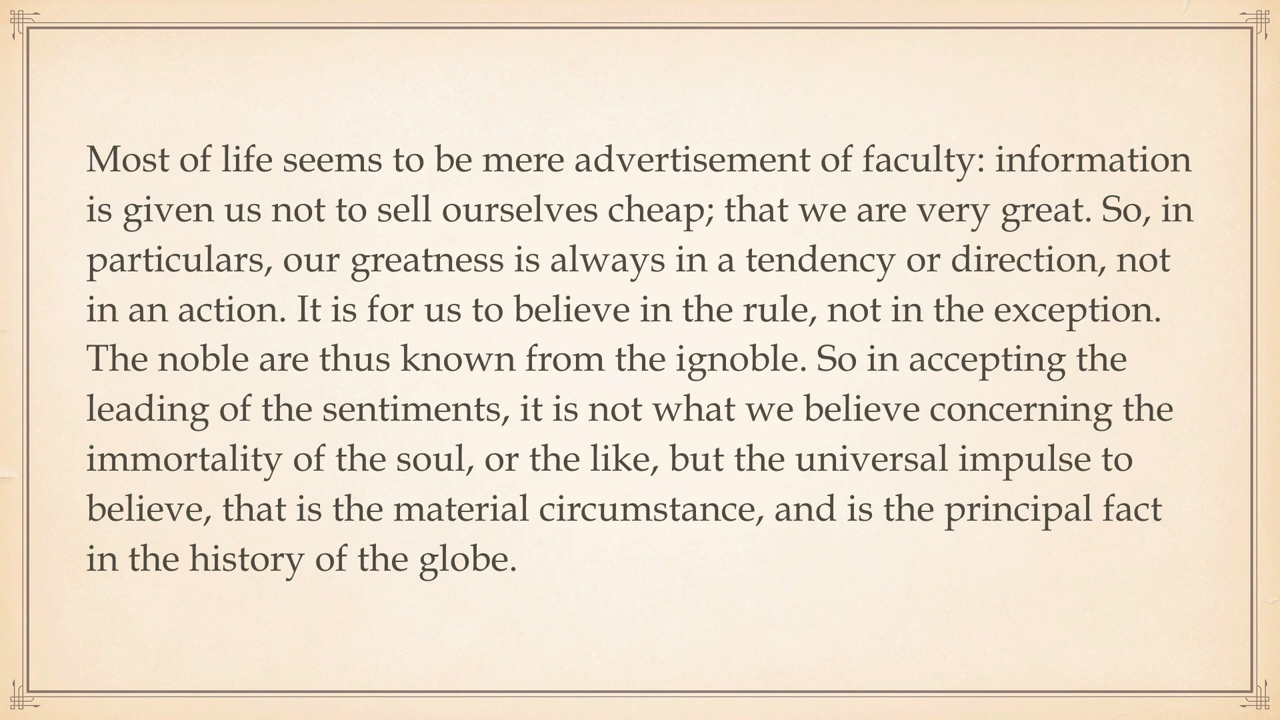 Most of life seems to be mere advertisement of faculty: information
is given us not to sell ourselves cheap; that we are very great. So, in
particulars, our greatness is always in a tendency or direction, not
in an action. It is for us to believe in the rule, not in the exception.
The noble are thus known from the ignoble. So in accepting the
leading of the sentiments, it is not what we believe concerning the
immortality of the soul, or the like, but the universal impulse to
believe, that is the material circumstance, and is the principal fact
in the history of the globe.